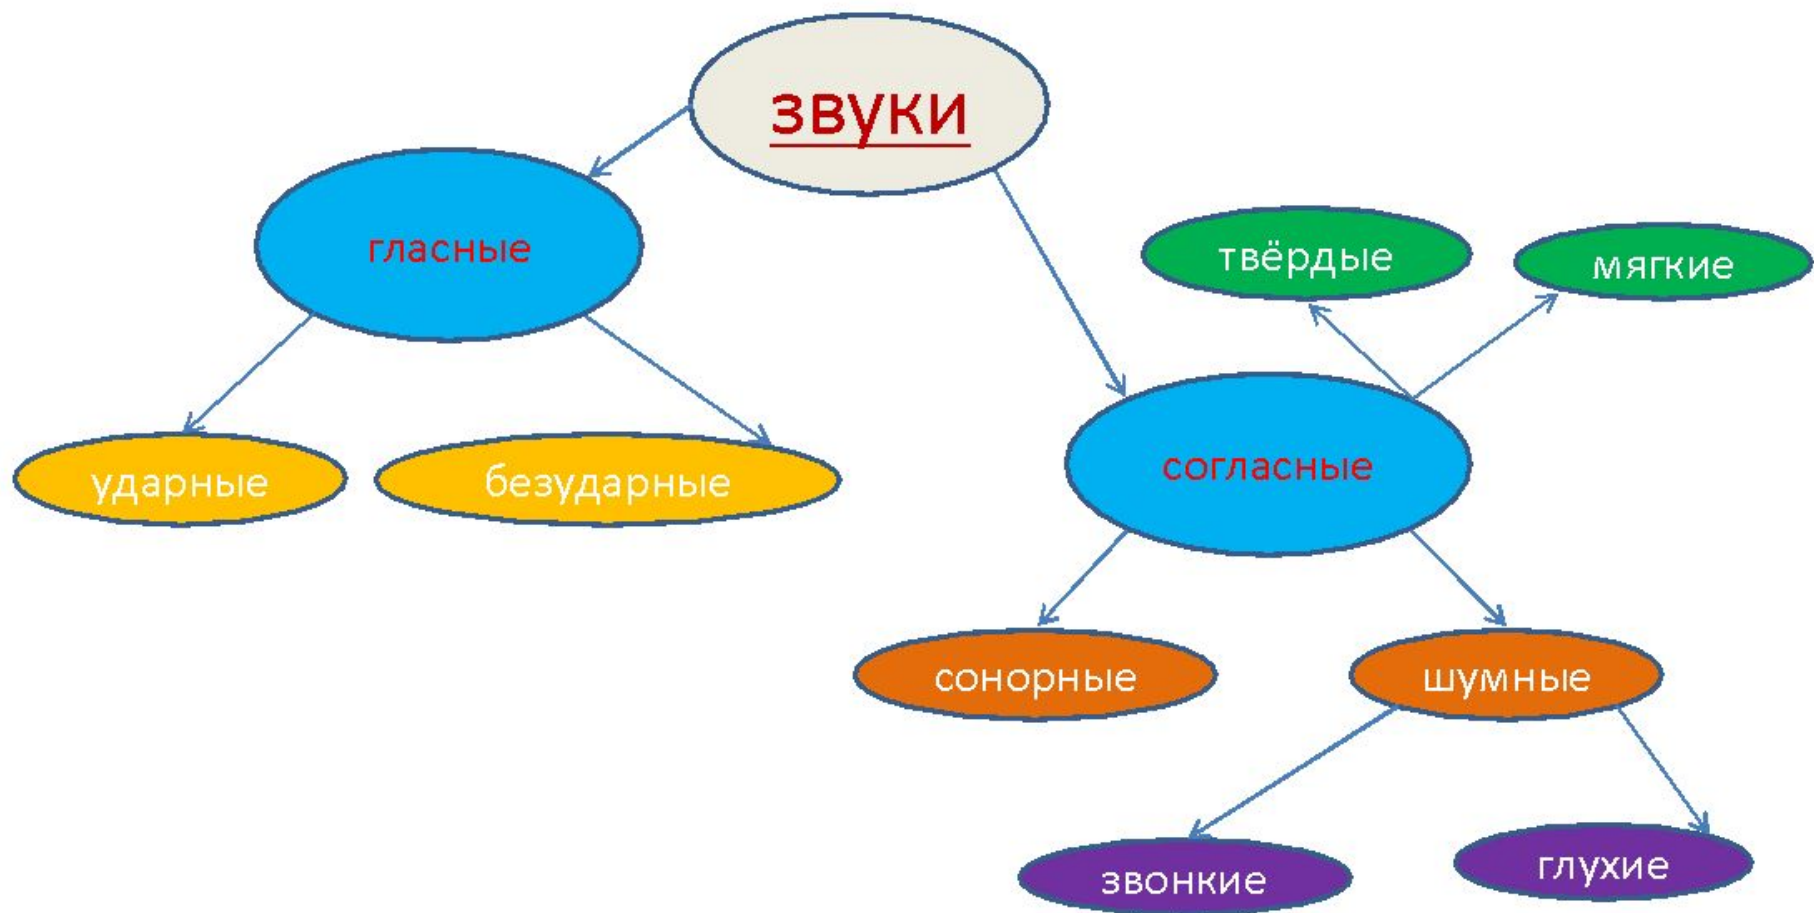 звуки
гласные
твёрдые
мягкие
ударные
безударные
согласные
сонорные
шумные
звонкие
глухие